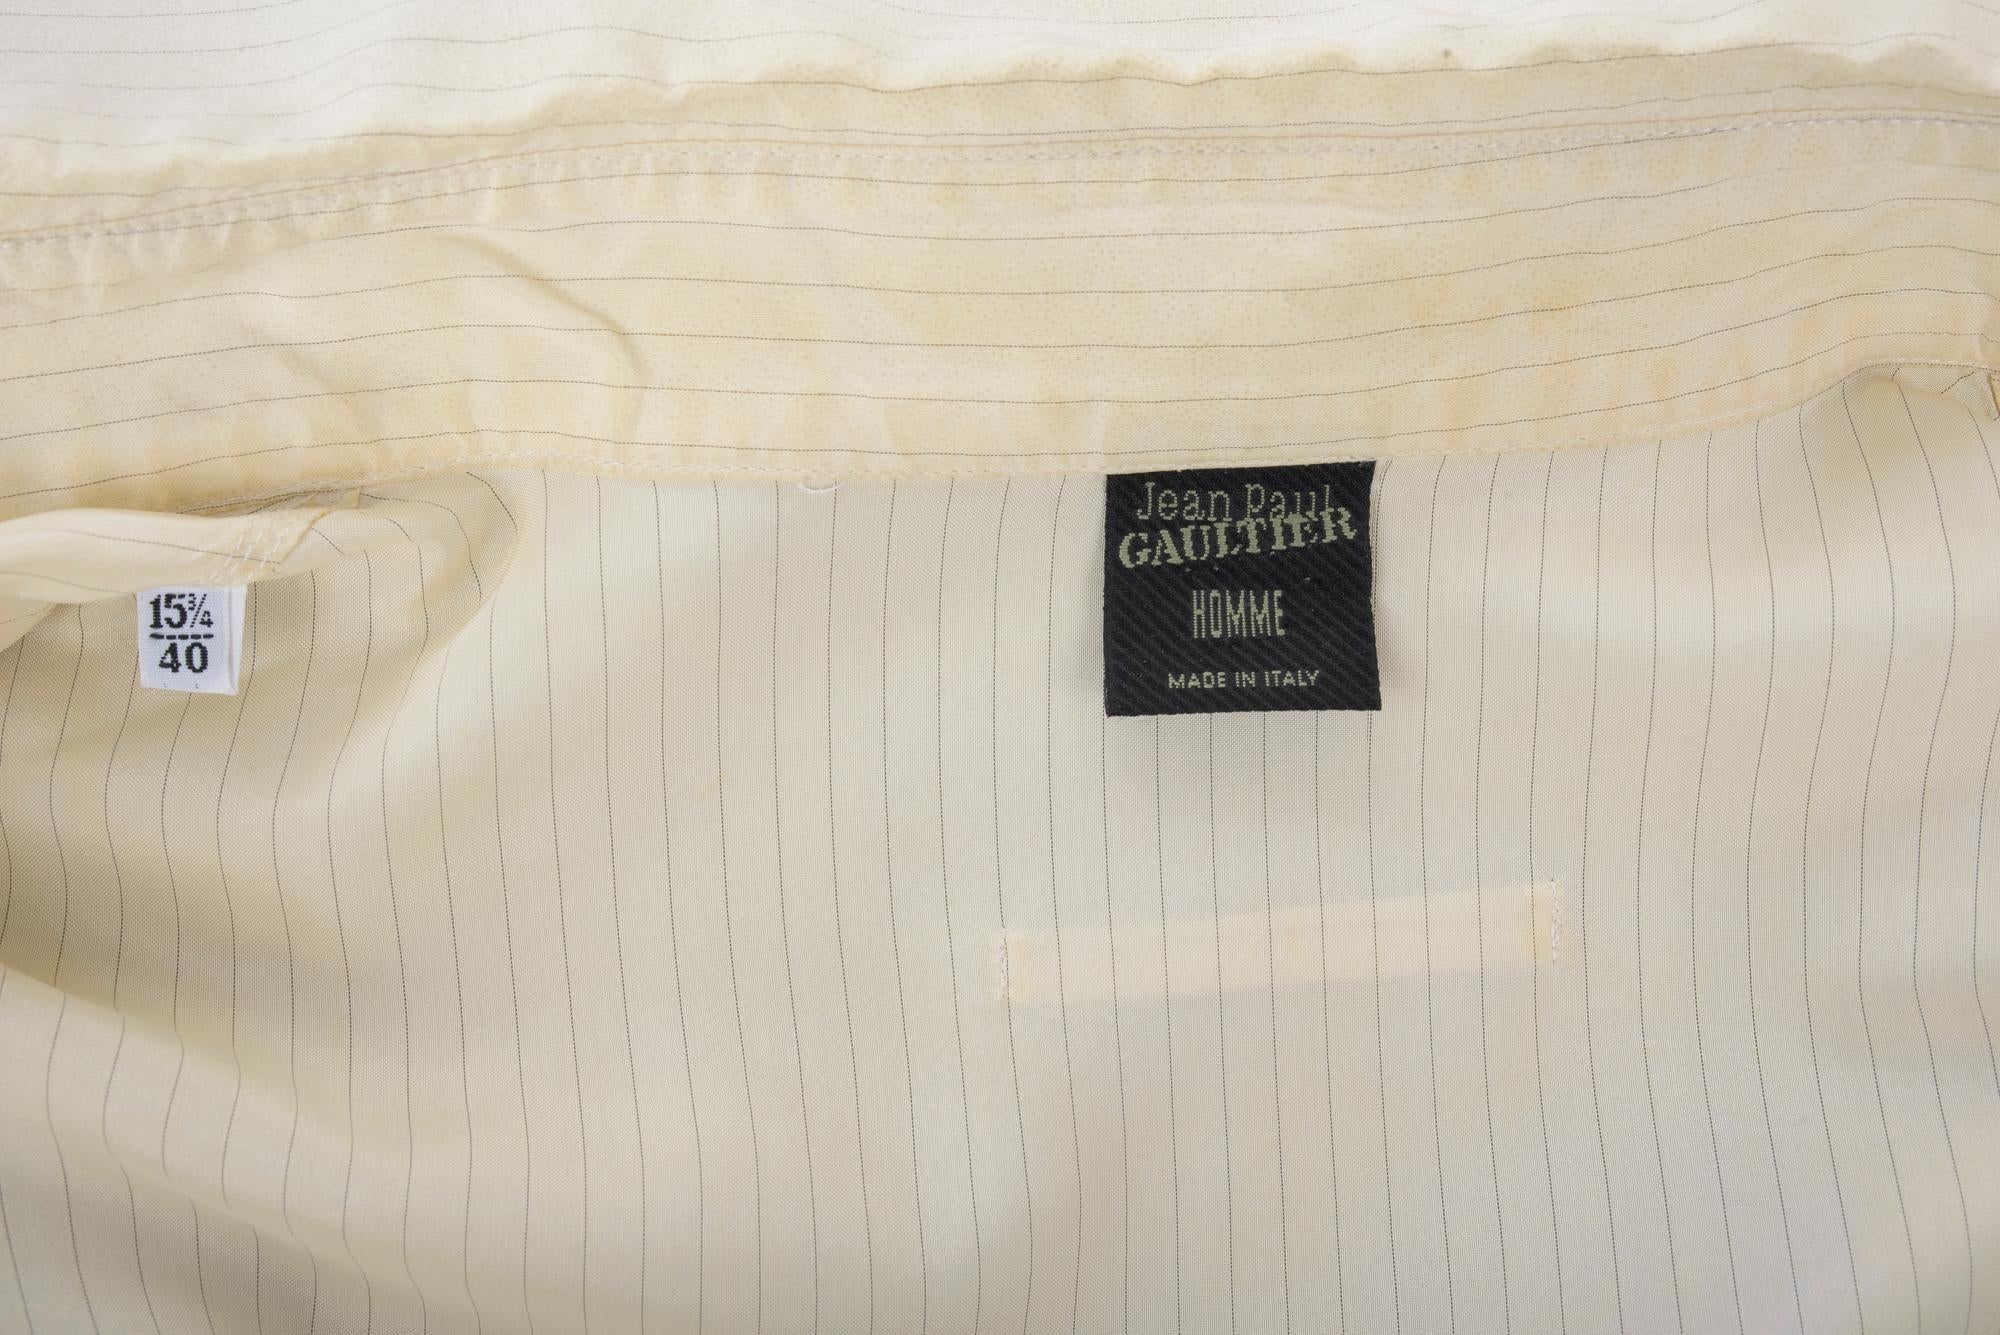 Jean Paul
GAULTIER
HOMME
MADE IN ITALY
15¾
40